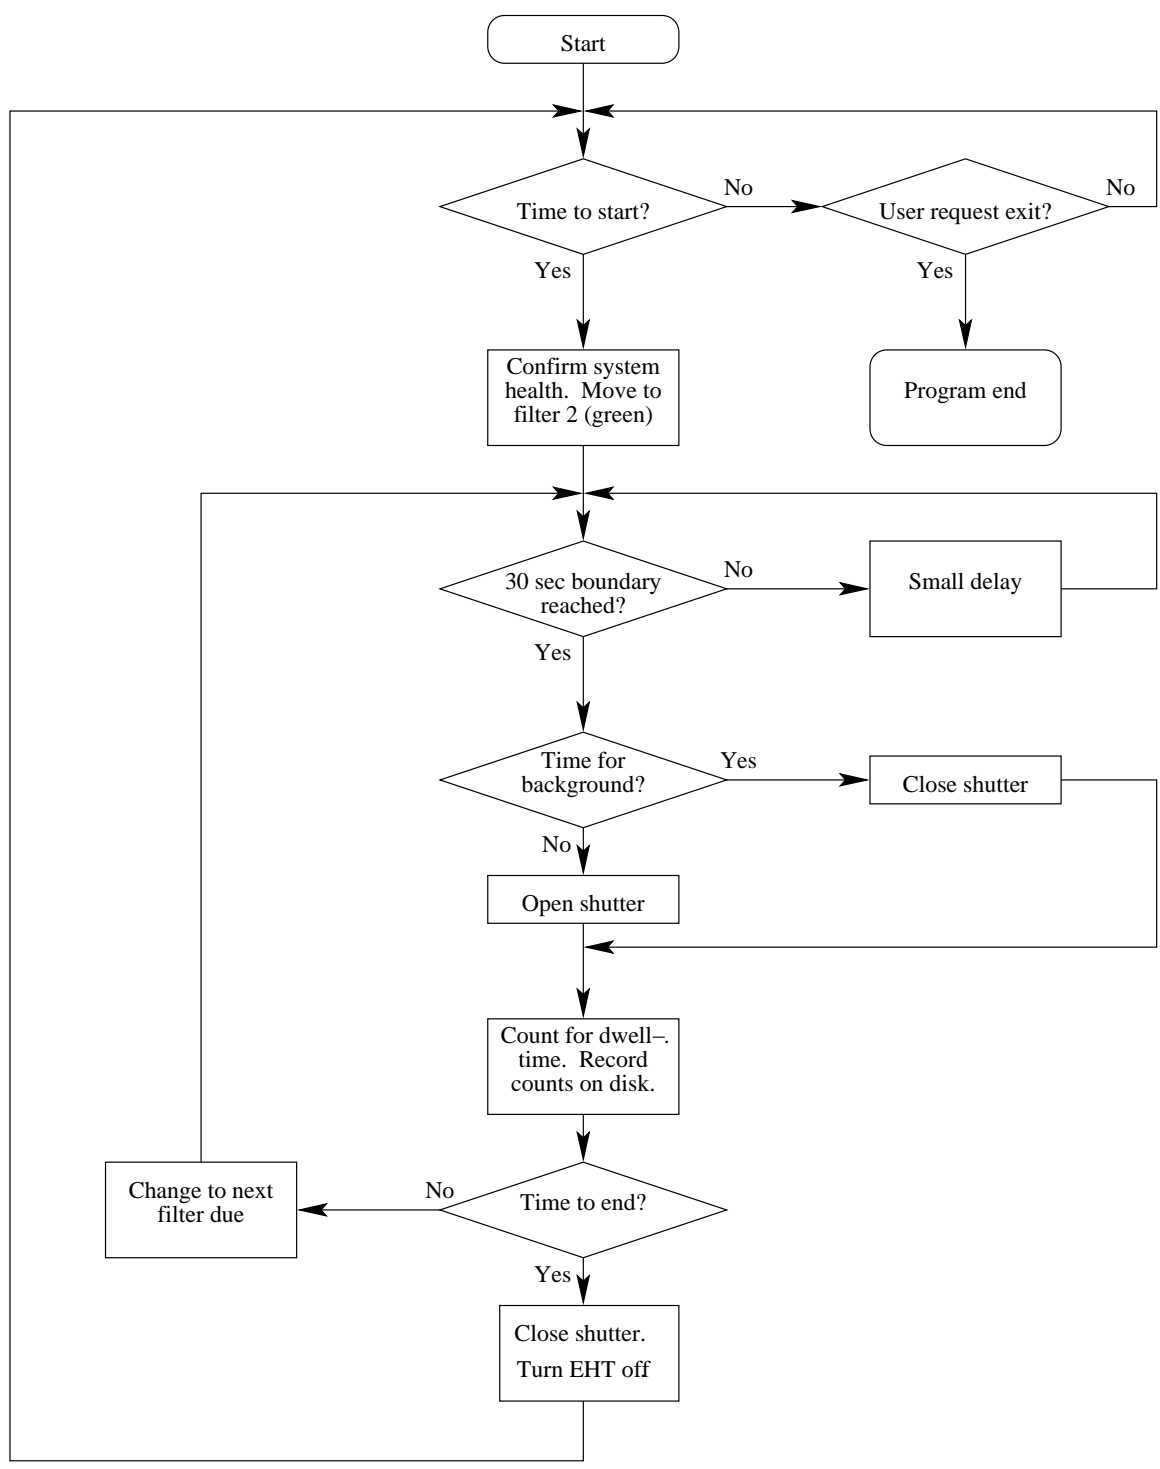 Start
Time to start?
No
User request exit?
No
Yes
Yes
Confirm system
health.  Move to
filter 2 (green)
Program end
30 sec boundary
reached?
No
Small delay
Yes
Time for
background?
Yes
Close shutter
No
Open shutter
Count for dwell–.
time.  Record
counts on disk.
Change to next
filter due
No
Time to end?
Yes
Close shutter.
Turn EHT off